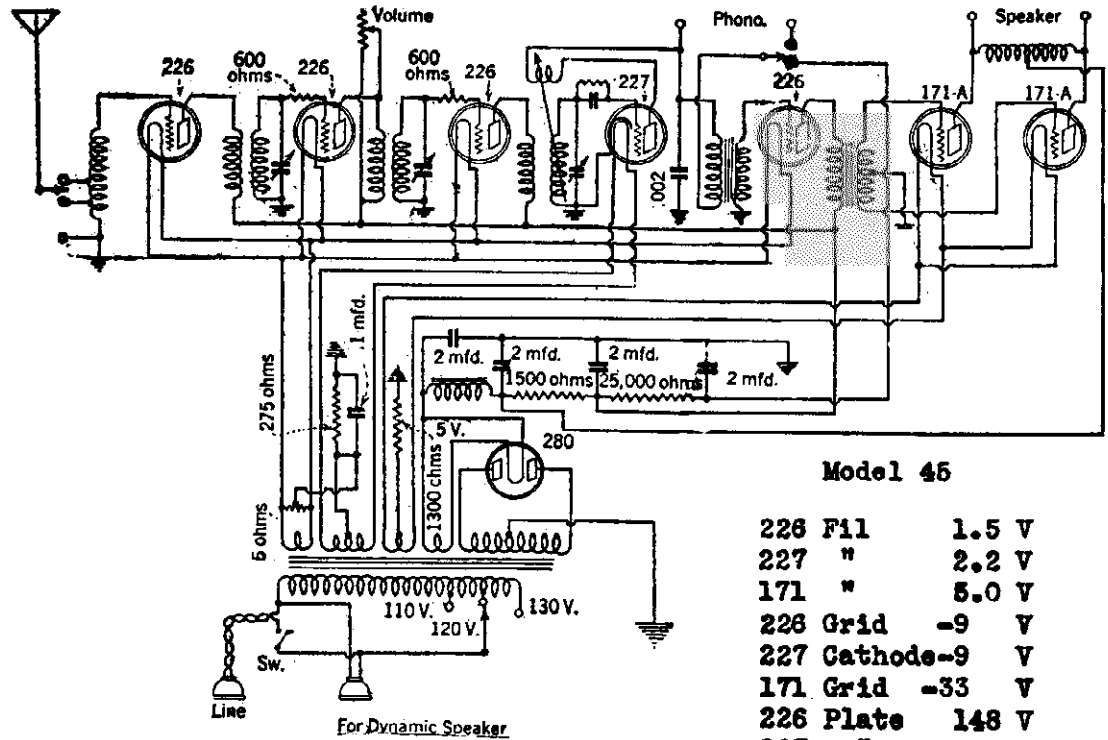 Volume
Phono.
Speaker
226
600
ohms
226
600
ohms
226
227
226
171-A
171-A
.002
275 ohms
.1 mfd.
2 mfd.
2 mfd.
2 mfd.
2 mfd.
1500 ohms
25,000 ohms
5 V.
1300 ohms
280
5 ohms
110 V.
120 V.
130 V.
Sw.
Line
For Dynamic Speaker
Model 45
226 Fil 1.5 V
227 " 2.2 V
171 " 5.0 V
226 Grid -9 V
227 Cathode-9 V
171 Grid -33 V
226 Plate 148 V